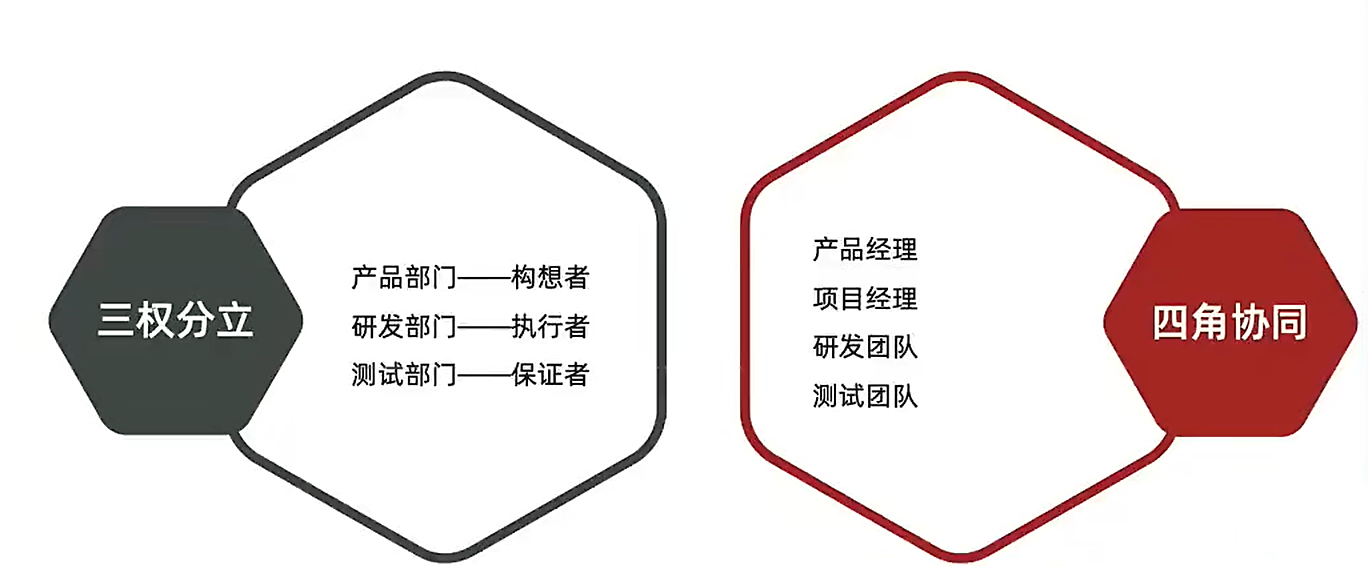 三权分立
产品部门——构想者
研发部门——执行者
测试部门——保证者
产品经理
项目经理
研发团队
测试团队
四角协同